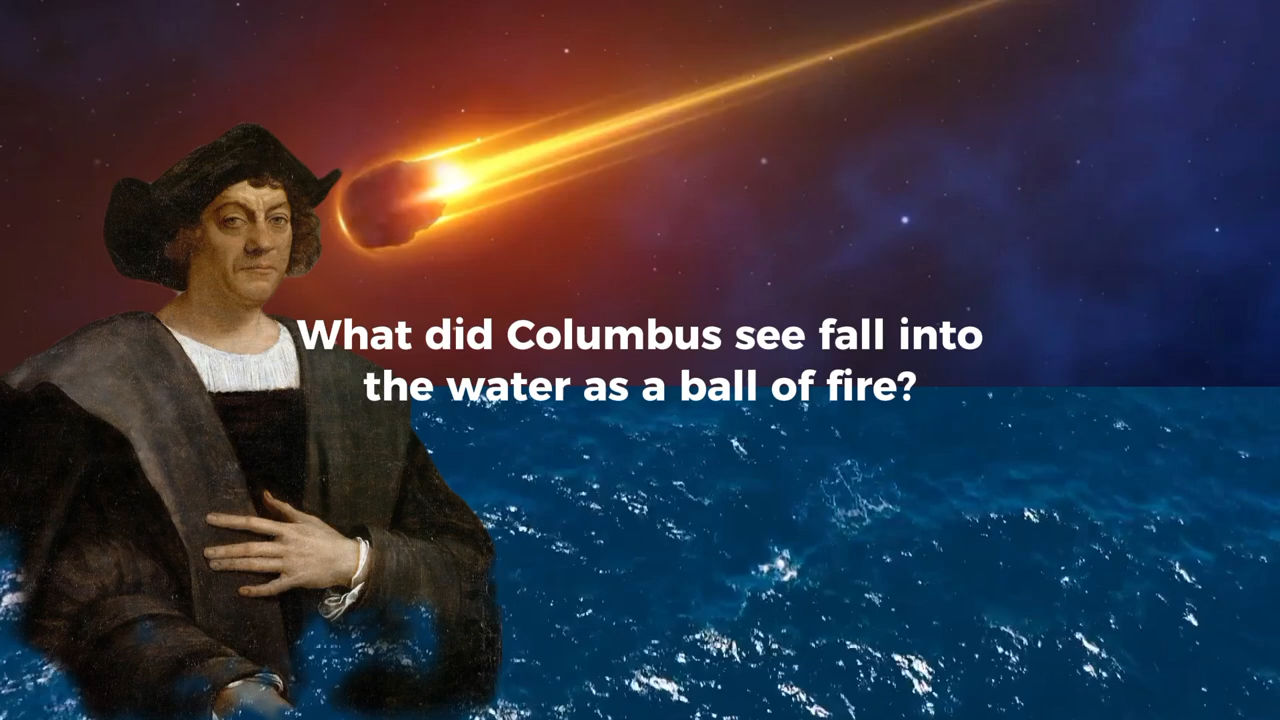 What did Columbus see fall into
the water as a ball of fire?